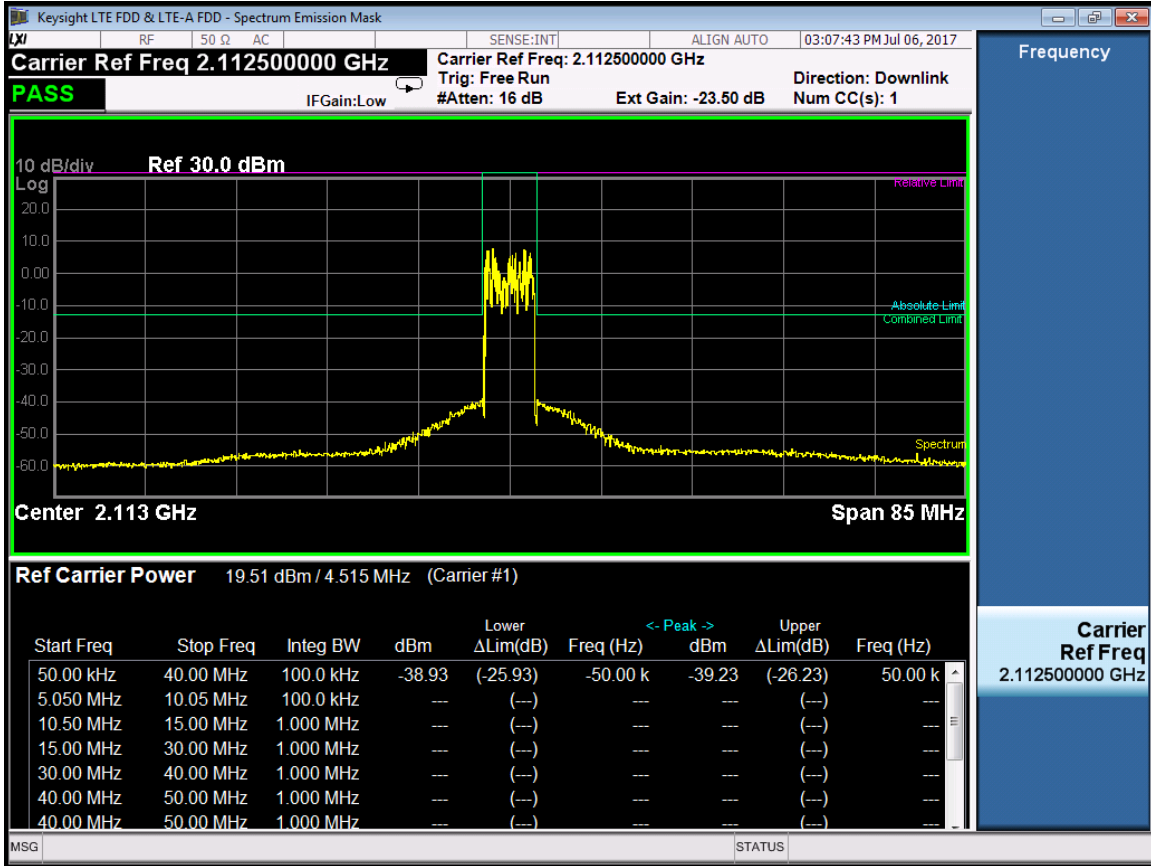 Keysight LTE FDD & LTE-A FDD - Spectrum Emission Mask
LXI RF 50 Ω AC SENSE:INT ALIGN AUTO 03:07:43 PM Jul 06, 2017
Carrier Ref Freq 2.112500000 GHz
Carrier Ref Freq: 2.112500000 GHz
Trig: Free Run Direction: Downlink
PASS
IFGain:Low #Atten: 16 dB Ext Gain: -23.50 dB Num CC(s): 1
10 dB/div Ref 30.0 dBm
Log
Relative Limit
20.0
10.0
0.00
-10.0
Absolute Limit
Combined Limit
-20.0
-30.0
-40.0
-50.0
Spectrum
-60.0
Center 2.113 GHz Span 85 MHz
Ref Carrier Power 19.51 dBm / 4.515 MHz (Carrier #1)
Lower <- Peak -> Upper
Start Freq Stop Freq Integ BW dBm ΔLim(dB) Freq (Hz) dBm ΔLim(dB) Freq (Hz)
50.00 kHz 40.00 MHz 100.0 kHz -38.93 (-25.93) -50.00 k -39.23 (-26.23) 50.00 k
5.050 MHz 10.05 MHz 100.0 kHz --- (---) --- --- (---) ---
10.50 MHz 15.00 MHz 1.000 MHz --- (---) --- --- (---) ---
15.00 MHz 30.00 MHz 1.000 MHz --- (---) --- --- (---) ---
30.00 MHz 40.00 MHz 1.000 MHz --- (---) --- --- (---) ---
40.00 MHz 50.00 MHz 1.000 MHz --- (---) --- --- (---) ---
40.00 MHz 50.00 MHz 1.000 MHz --- (---) --- --- (---) ---
MSG STATUS
Frequency
Carrier
Ref Freq
2.112500000 GHz